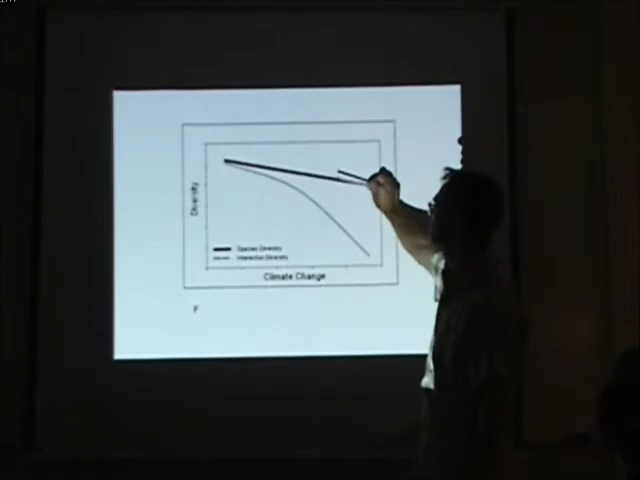 Diversity
Species Diversity
Interaction Diversity
Climate Change
F